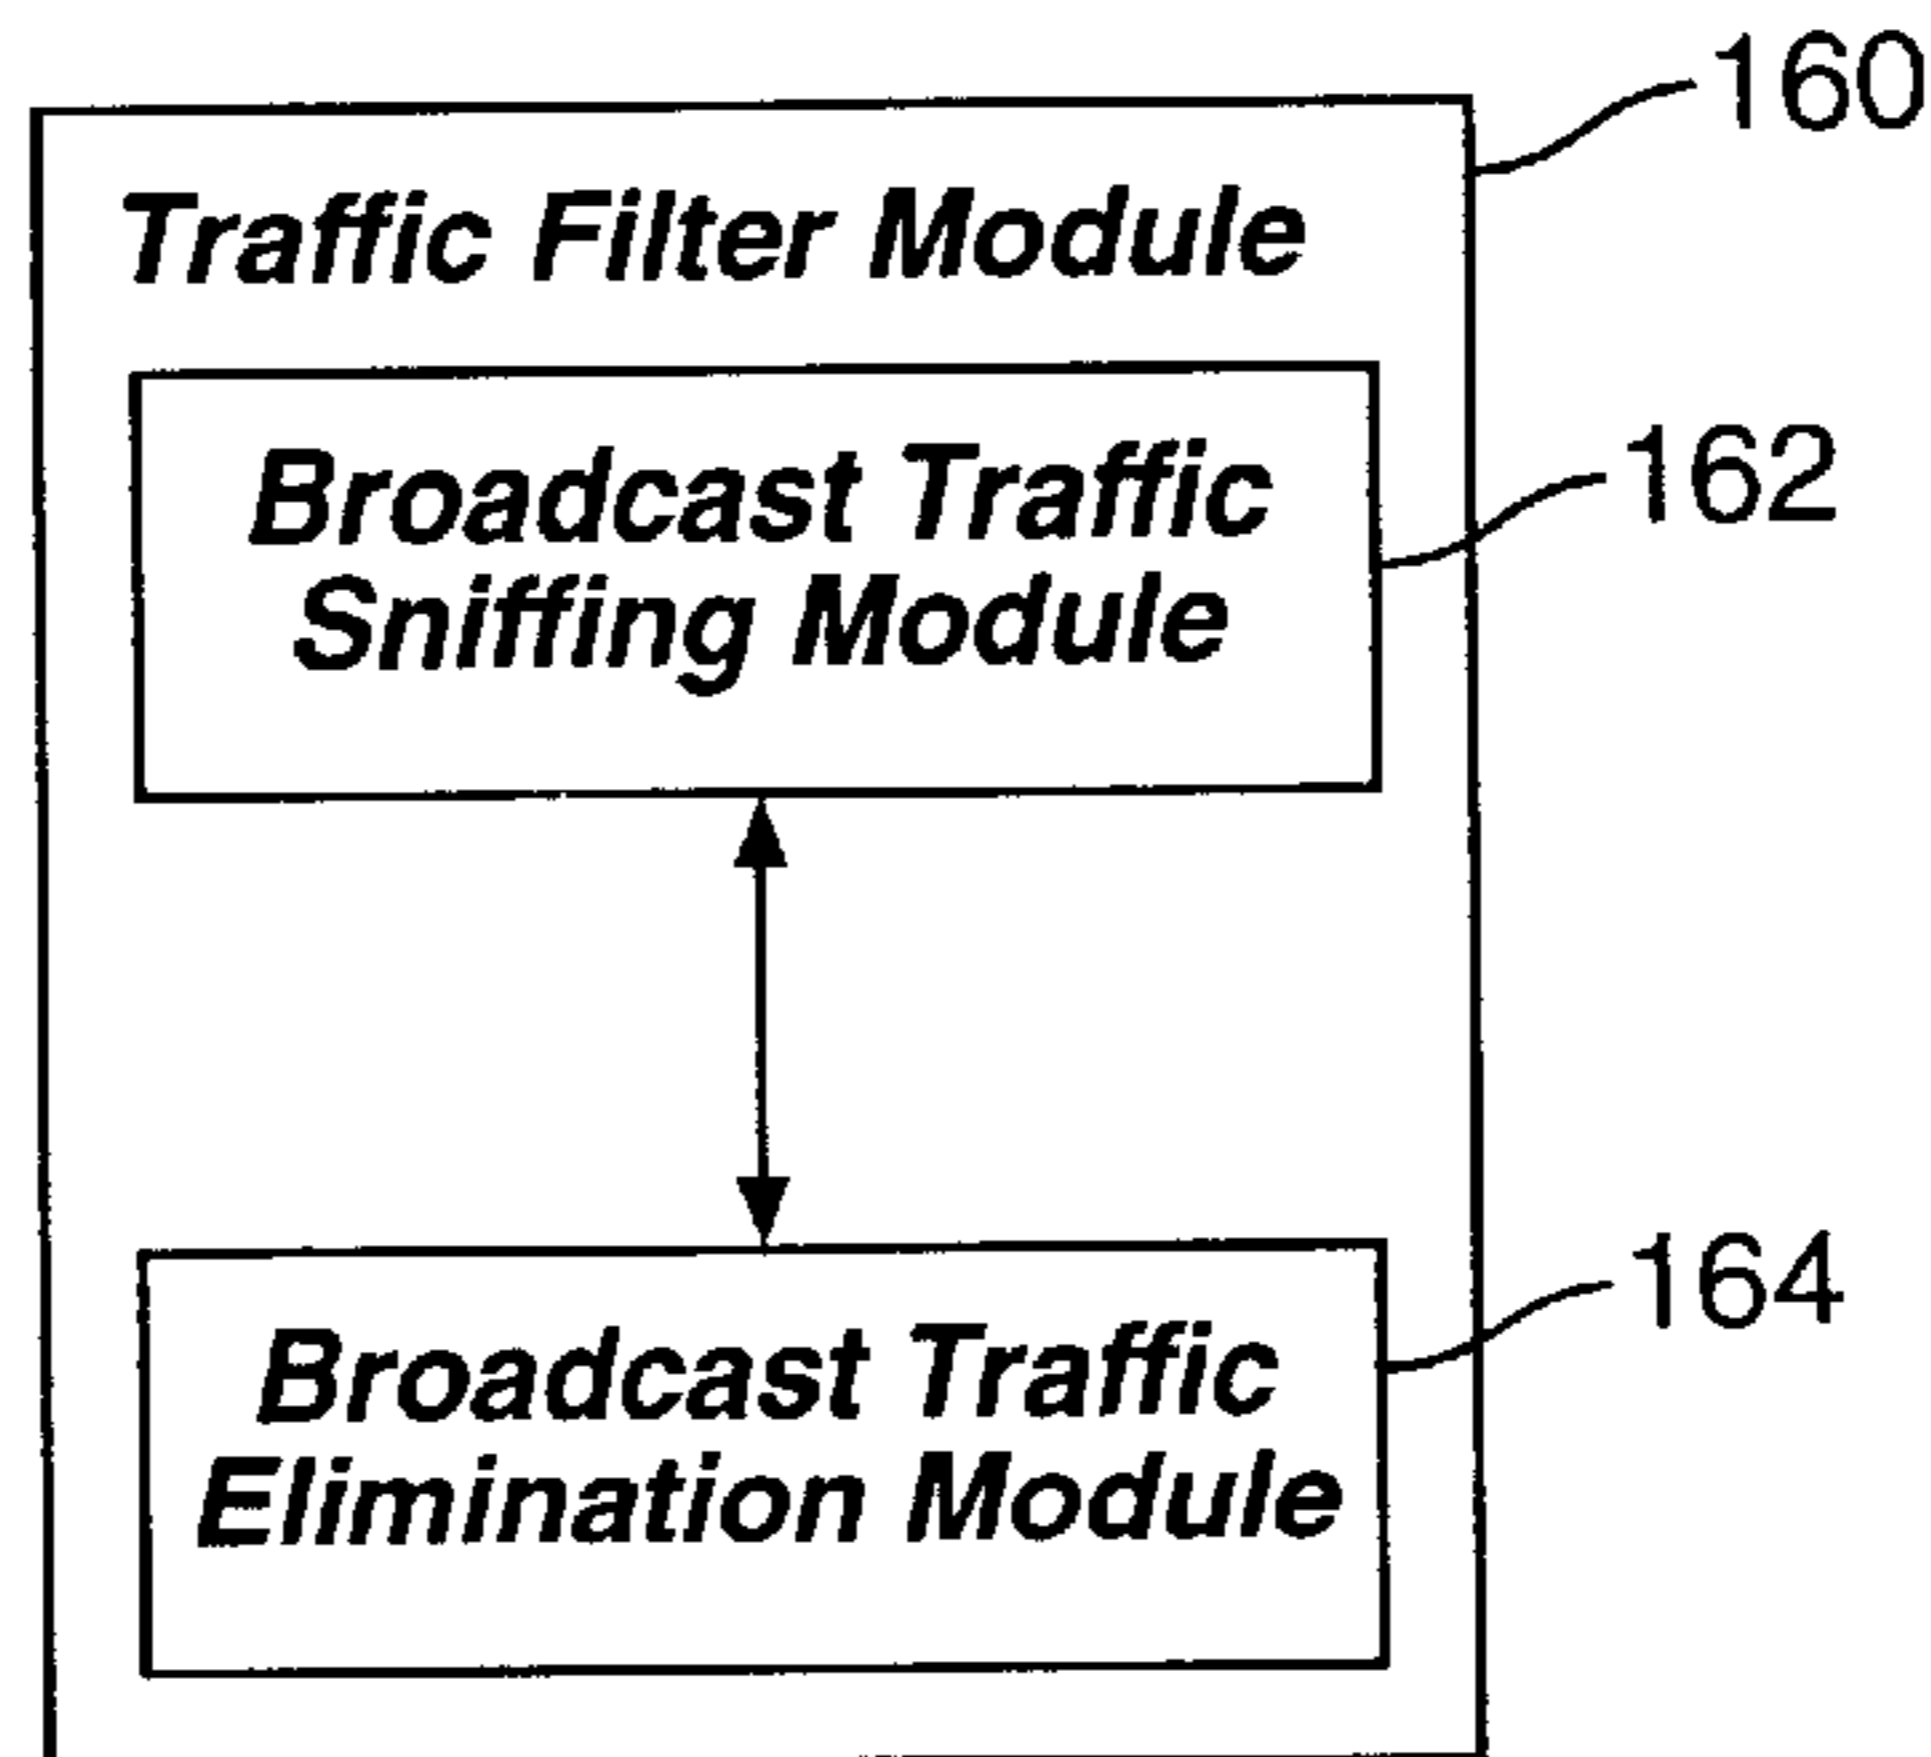 160
Traffic Filter Module
Broadcast Traffic
Sniffing Module
162
Broadcast Traffic
Elimination Module
164